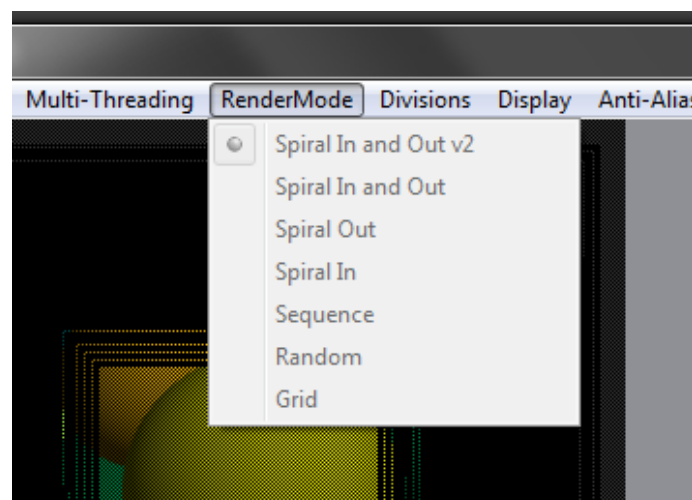 Multi-Threading RenderMode Divisions Display Anti-Alias
Spiral In and Out v2
Spiral In and Out
Spiral Out
Spiral In
Sequence
Random
Grid